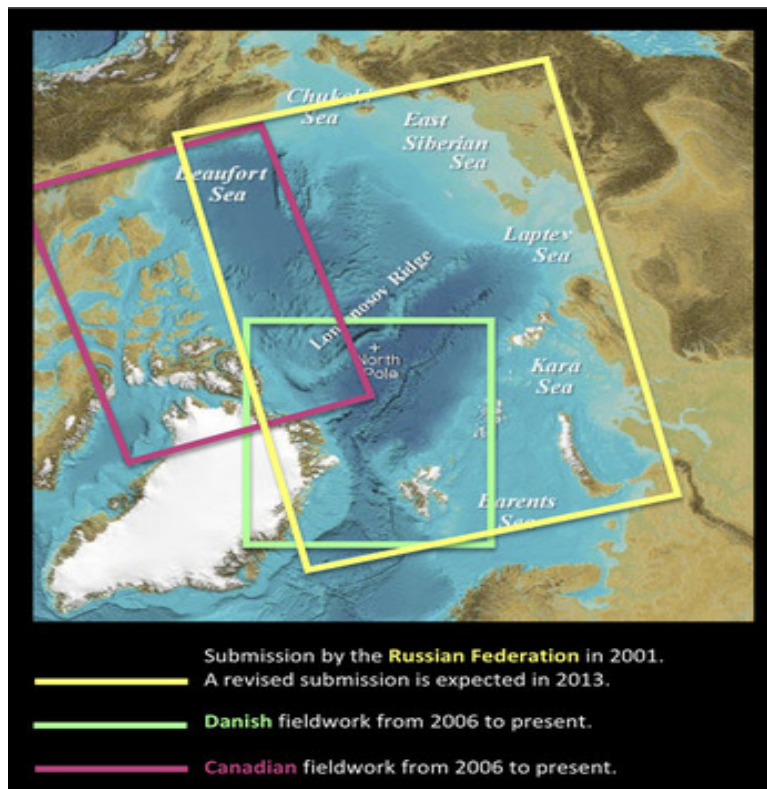 Chukchi
Sea
East
Siberian
Sea
Beaufort
Sea
Laptev
Sea
Lomonosov Ridge
North
Pole
Kara
Sea
Barents
Sea
Submission by the Russian Federation in 2001.
A revised submission is expected in 2013.
Danish fieldwork from 2006 to present.
Canadian fieldwork from 2006 to present.